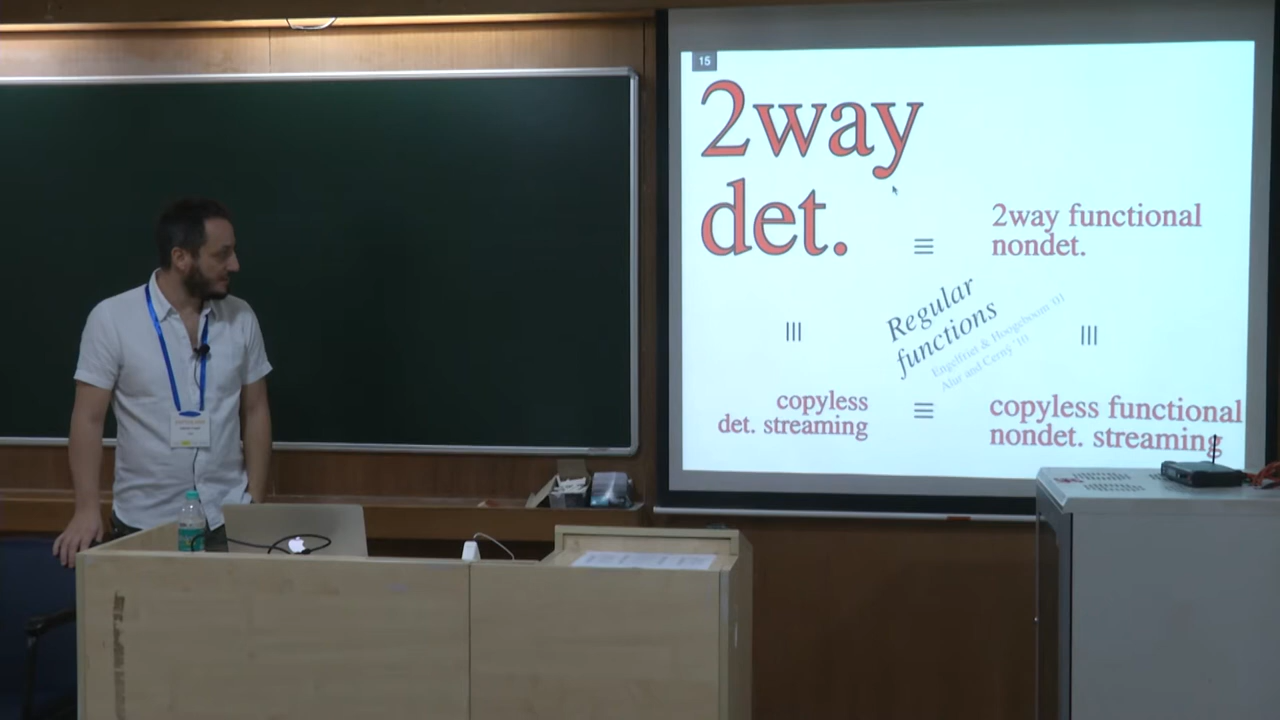 15
2way
det.
≡
2way functional
nondet.
Regular
functions
Engelfriet & Hoogeboom '01
Alur and Cerny '10
≡
≡
copyless
det. streaming
≡
copyless functional
nondet. streaming